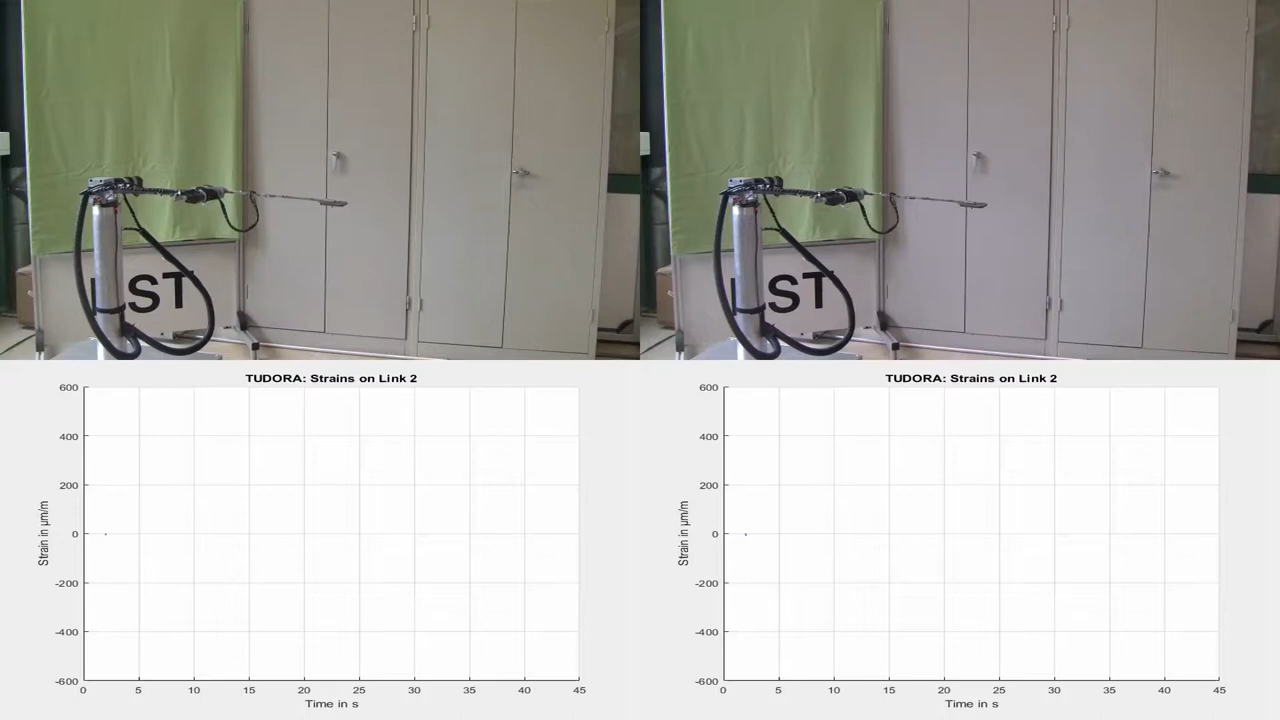 ST
ST
TUDORA: Strains on Link 2
600
400
200
0
-200
-400
-600
Strain in µm/m
0 5 10 15 20 25 30 35 40 45
Time in s
TUDORA: Strains on Link 2
600
400
200
0
-200
-400
-600
Strain in µm/m
0 5 10 15 20 25 30 35 40 45
Time in s